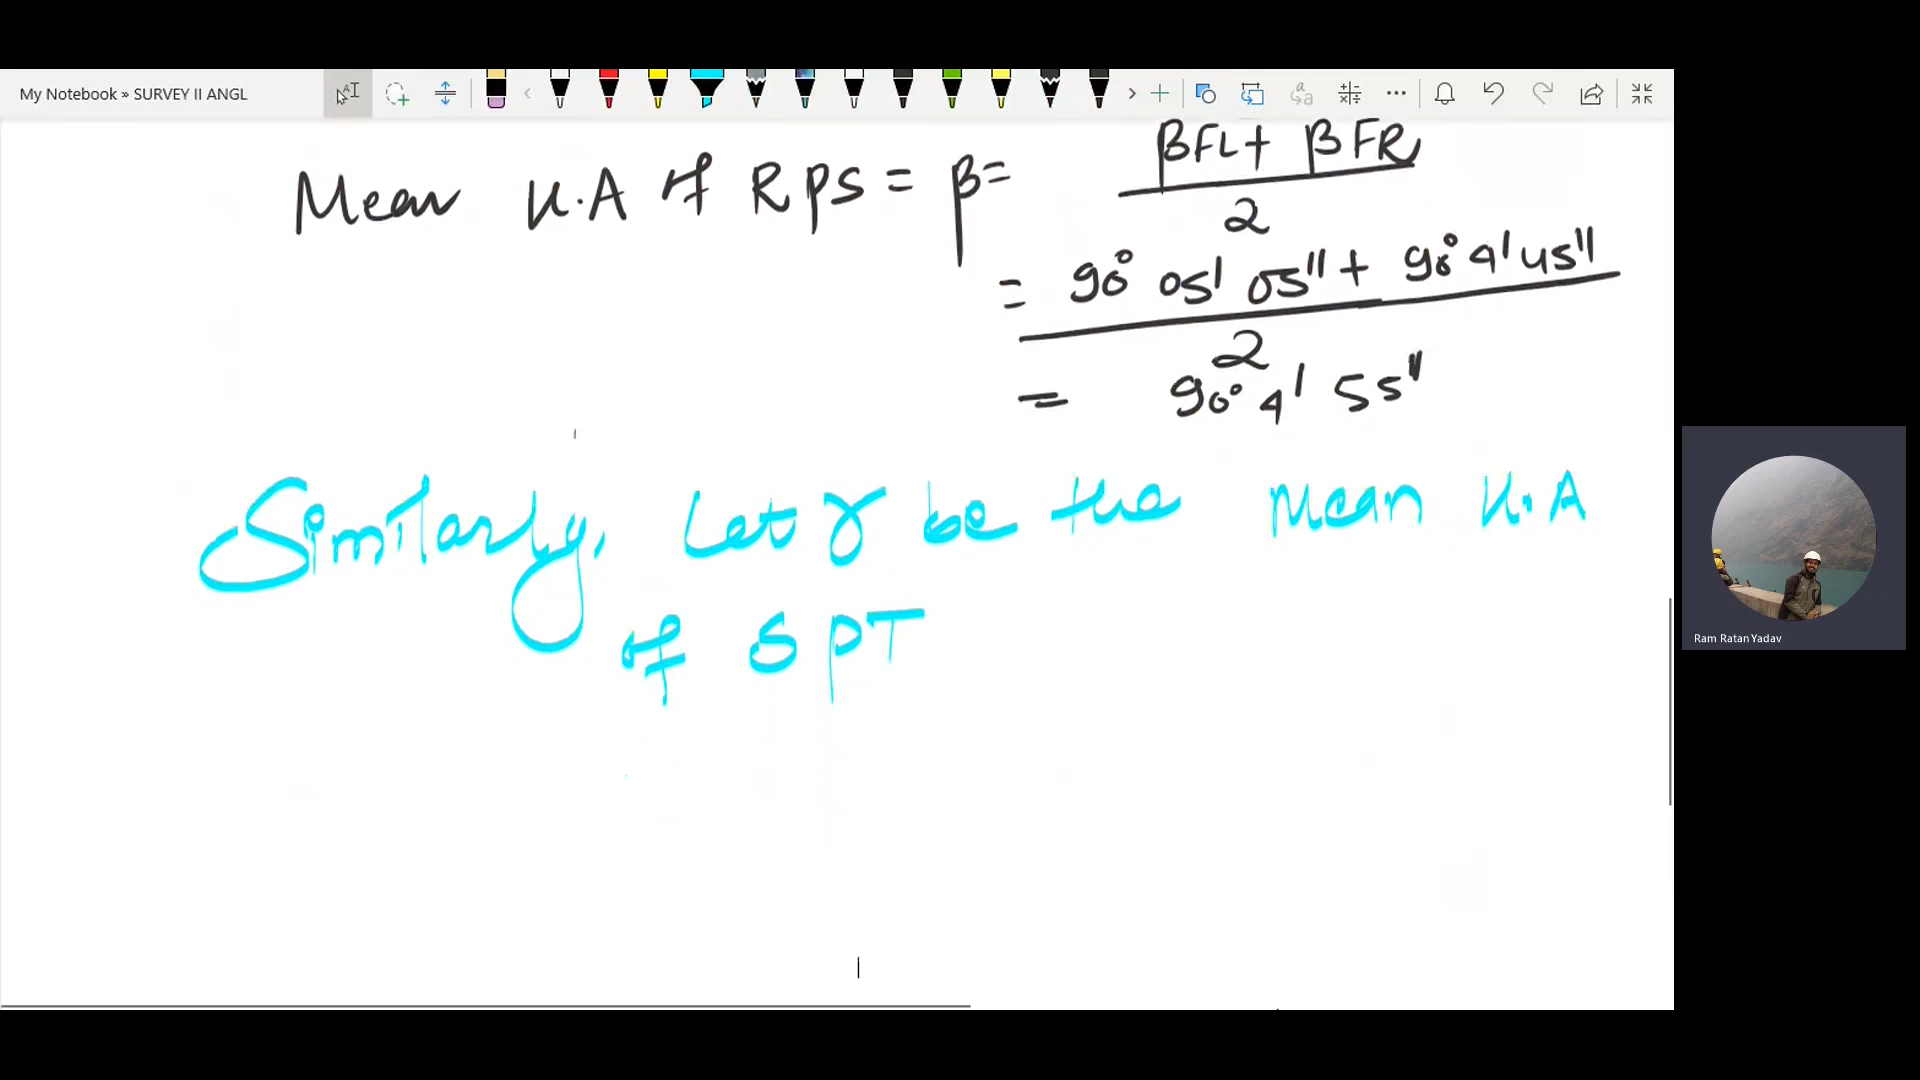 My Notebook » SURVEY II ANGL
Mean H.A of RPS = β = βFL + βFR
2
= 90° 05' 05" + 90° 4' 45"
2
= 90° 4' 55"
Similarly, Let γ be the Mean H.A
of SPT
Ram Ratan Yadav